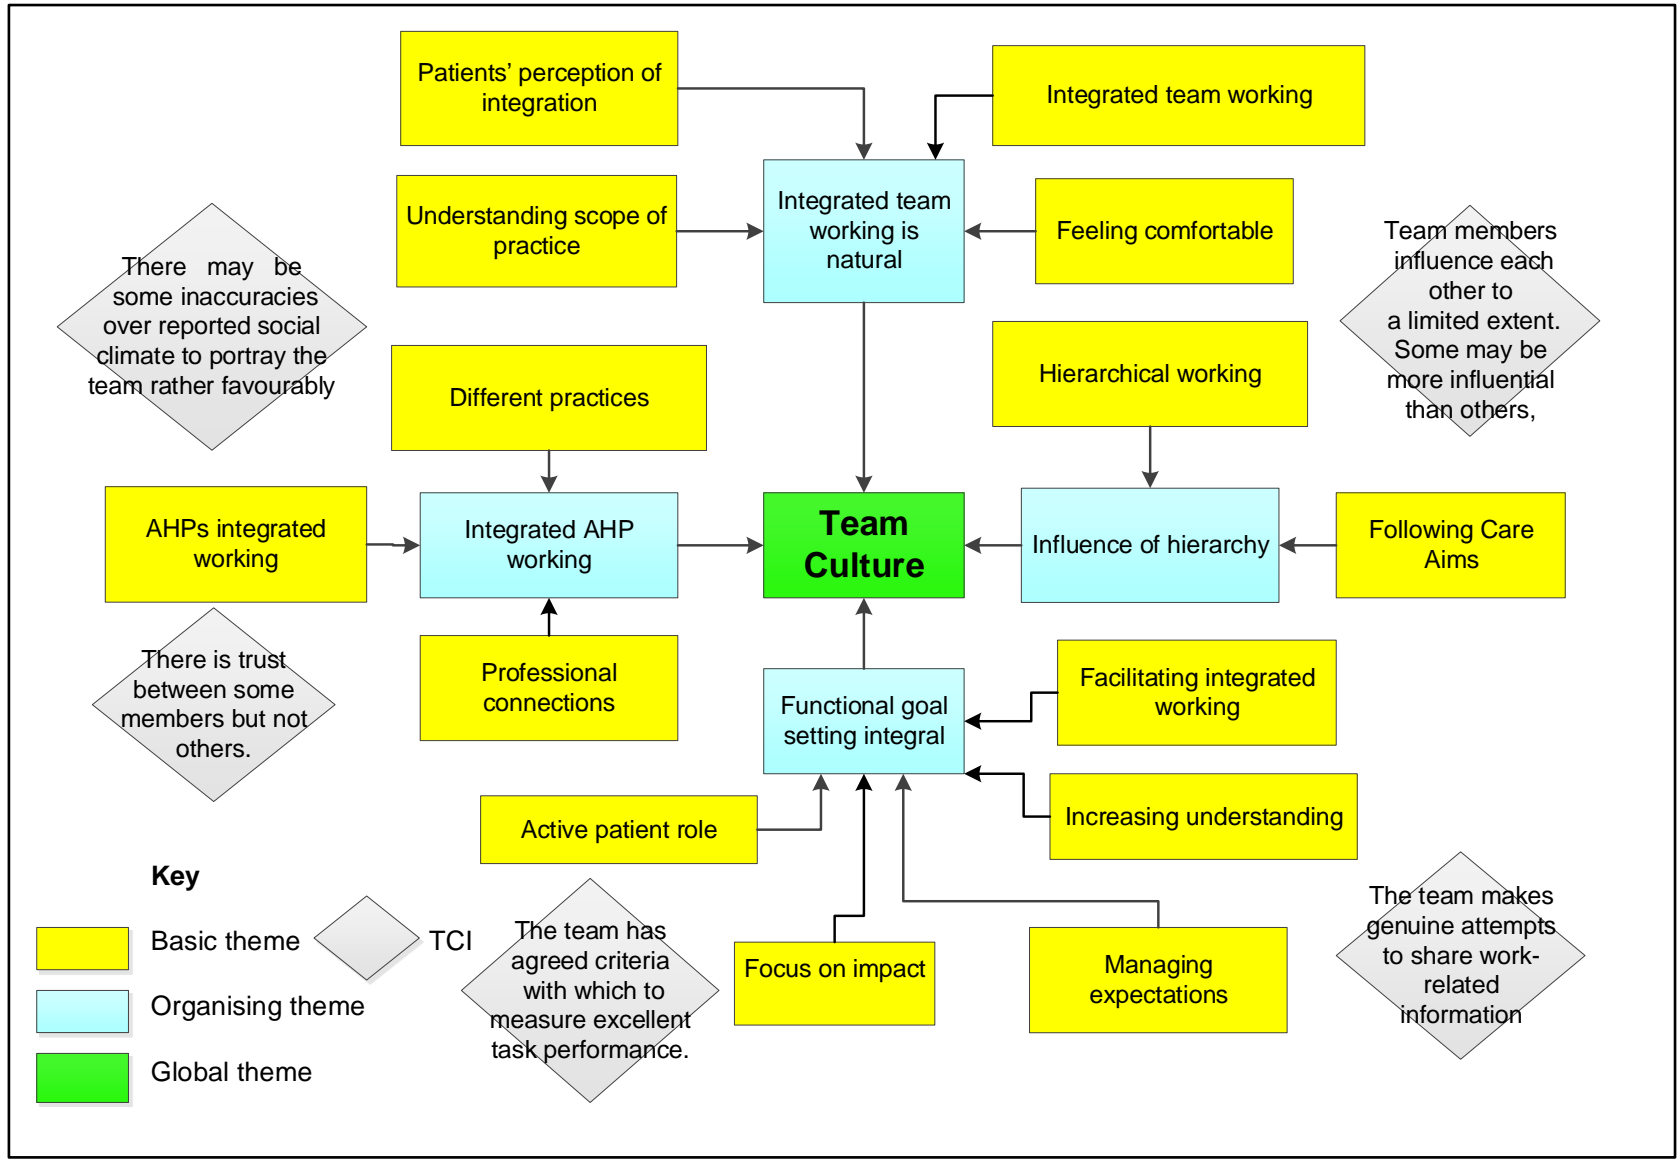 Patients’ perception of
integration
Integrated team working
Understanding scope of
practice
Integrated team
working is
natural
Feeling comfortable
There may be
some inaccuracies
over reported social
climate to portray the
team rather favourably
Team members
influence each
other to
a limited extent.
Some may be
more influential
than others,
Different practices
Hierarchical working
AHPs integrated
working
Integrated AHP
working
Team
Culture
Influence of hierarchy
Following Care
Aims
There is trust
between some
members but not
others.
Professional
connections
Functional goal
setting integral
Facilitating integrated
working
Active patient role
Increasing understanding
Key
Basic theme
TCI
Organising theme
Global theme
The team has
agreed criteria
with which to
measure excellent
task performance.
Focus on impact
Managing
expectations
The team makes
genuine attempts
to share work-
related
information